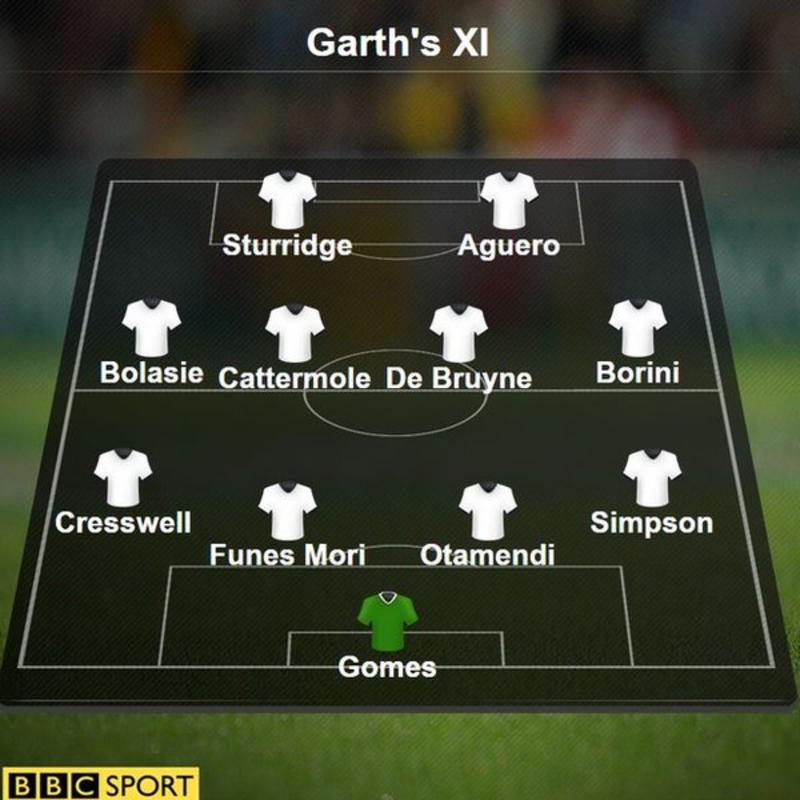 Garth's XI
Sturridge Aguero
Bolasie Cattermole De Bruyne Borini
Cresswell Simpson
Funes Mori Otamendi
Gomes
BBC SPORT